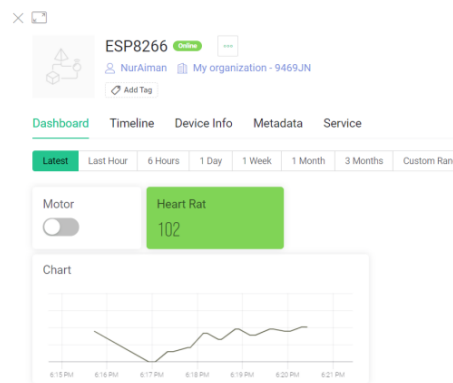 ESP8266 Online
NurAiman My organization - 9469JN
Add Tag
Dashboard Timeline Device Info Metadata Service
Latest Last Hour 6 Hours 1 Day 1 Week 1 Month 3 Months Custom Ran
Motor
Heart Rat
102
Chart
6:15 PM 6:16 PM 6:17 PM 6:18 PM 6:19 PM 6:20 PM 6:21 PM